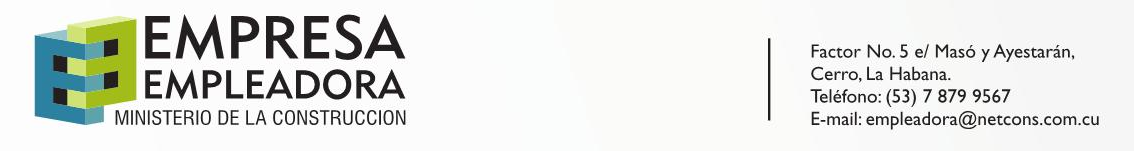 EMPRESA
EMPLEADORA
MINISTERIO DE LA CONSTRUCCION
Factor No. 5 e/ Masó y Ayestarán,
Cerro, La Habana.
Teléfono: (53) 7 879 9567
E-mail: empleadora@netcons.com.cu